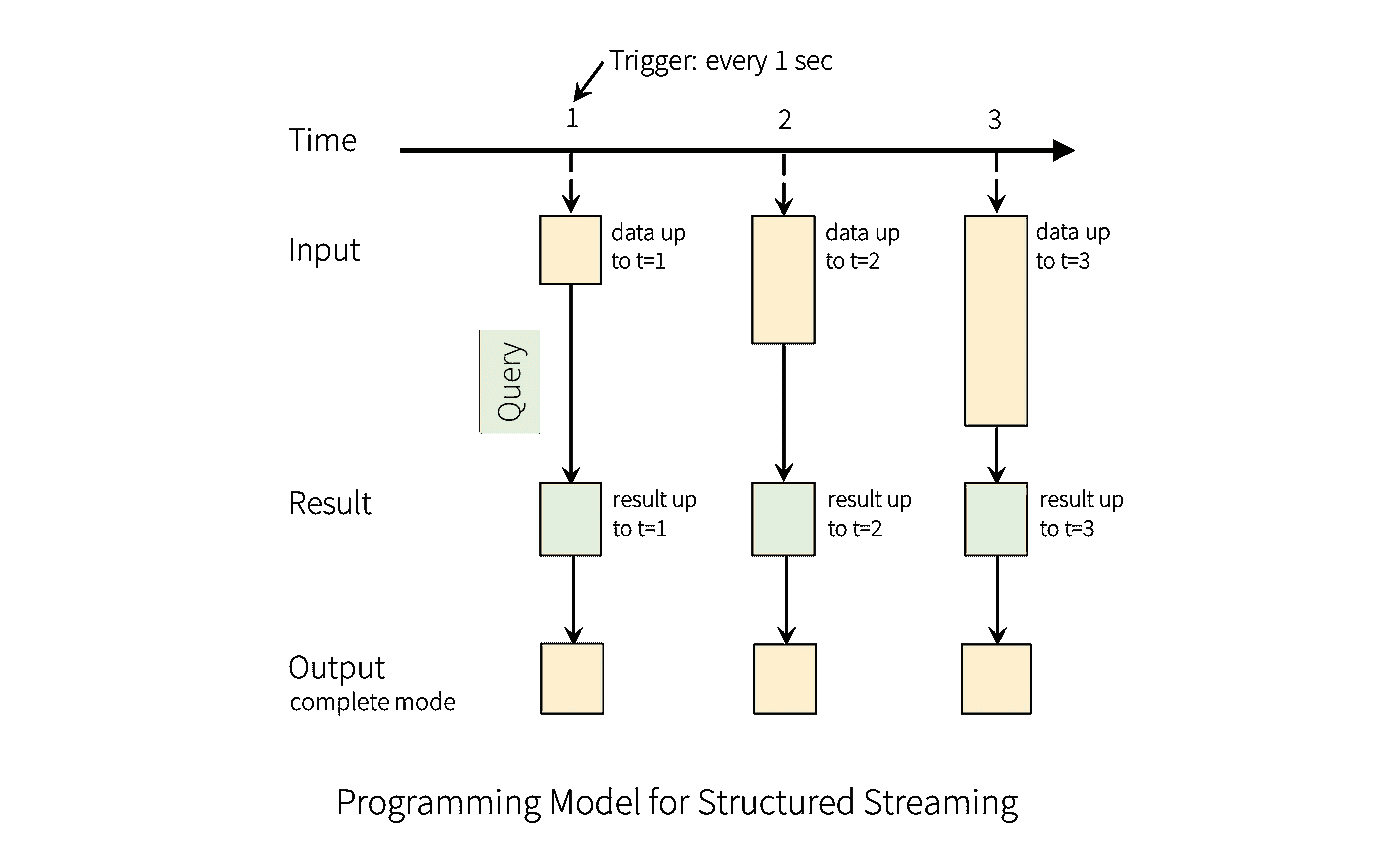 Trigger: every 1 sec
Time
1
2
3
Input
data up
to t=1
data up
to t=2
data up
to t=3
Query
Result
result up
to t=1
result up
to t=2
result up
to t=3
Output
complete mode
Programming Model for Structured Streaming